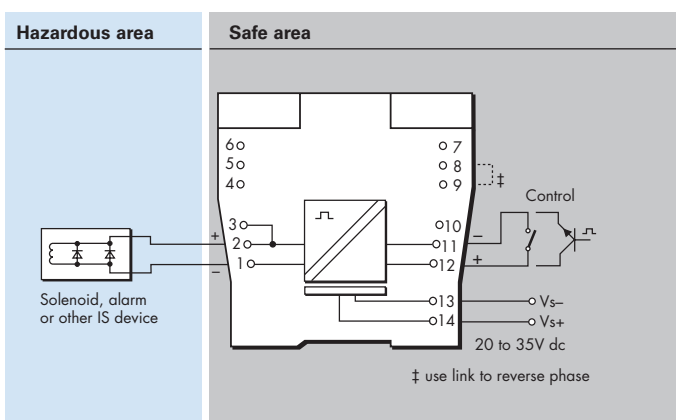 Hazardous area
Safe area
6
5
4
3
2
1
+
−
7
8
9
‡
10
11
12
−
+
Control
13
14
Vs−
Vs+
20 to 35V dc
Solenoid, alarm
or other IS device
‡ use link to reverse phase